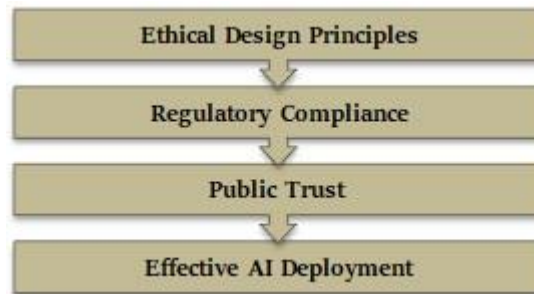 Ethical Design Principles
Regulatory Compliance
Public Trust
Effective AI Deployment